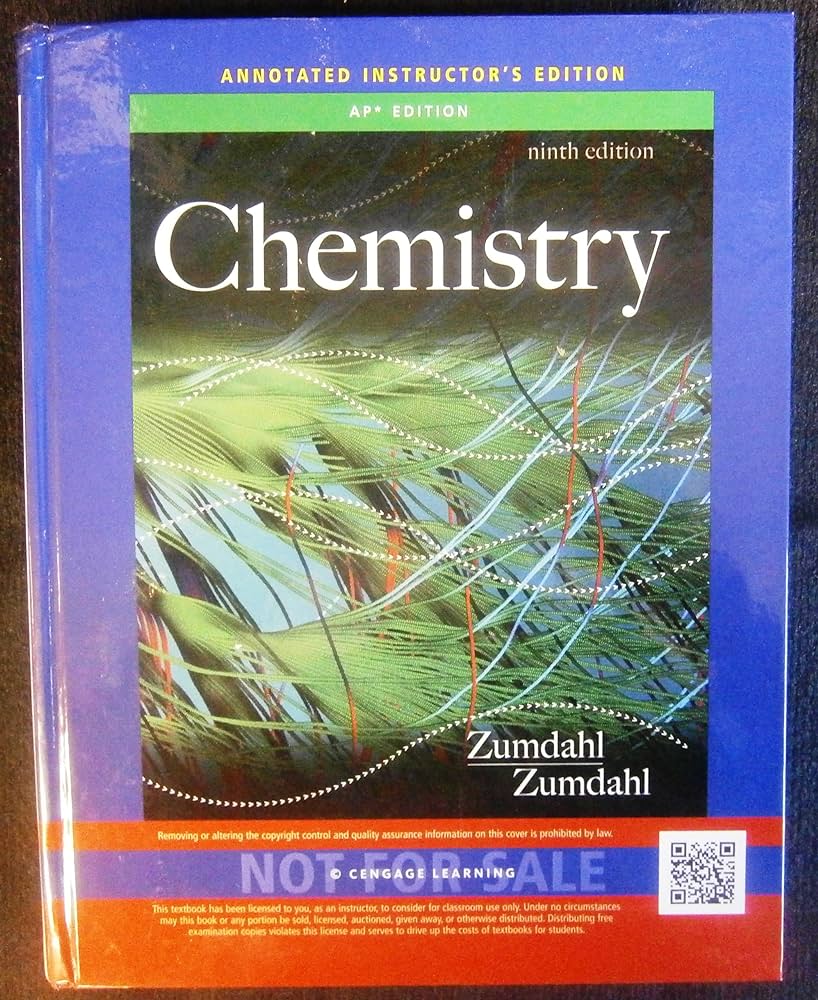 ANNOTATED INSTRUCTOR'S EDITION
AP* EDITION
ninth edition
Chemistry
Zumdahl
Zumdahl
Removing or altering the copyright control and quality assurance information on this cover is prohibited by law.
NOT FOR SALE
© CENGAGE LEARNING
This textbook has been licensed to you, as an instructor, to consider for classroom use only. Under no circumstances
may this book or any portion be sold, licensed, auctioned, given away, or otherwise distributed. Distributing free
examination copies violates this license and serves to drive up the costs of textbooks for students.